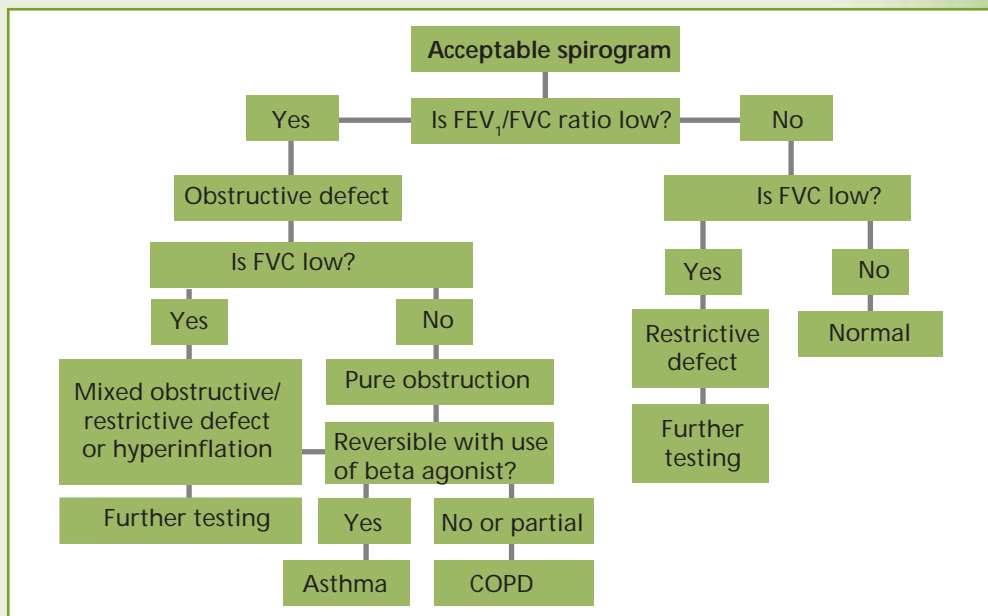 Acceptable spirogram
Yes
Is FEV₁/FVC ratio low?
No
Obstructive defect
Is FVC low?
Is FVC low?
Yes
No
Yes
No
Restrictive
defect
Normal
Mixed obstructive/
restrictive defect
or hyperinflation
Pure obstruction
Reversible with use
of beta agonist?
Further
testing
Further testing
Yes
No or partial
Asthma
COPD